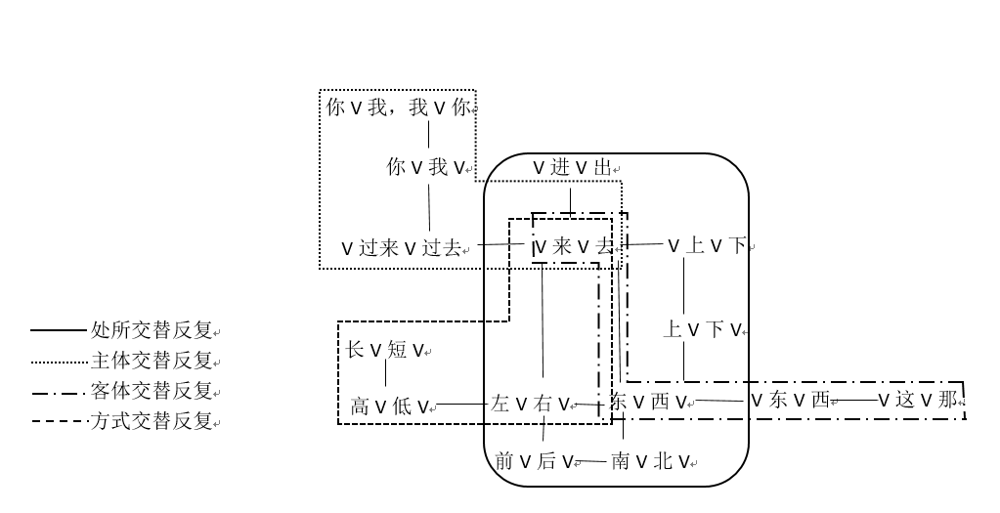 你V我，我V你
你V我V
V进V出
V过来V过去
V来V去
V上V下
上V下V
处所交替反复
主体交替反复
客体交替反复
方式交替反复
长V短V
高V低V
左V右V
东V西V
V东V西
V这V那
前V后V
南V北V